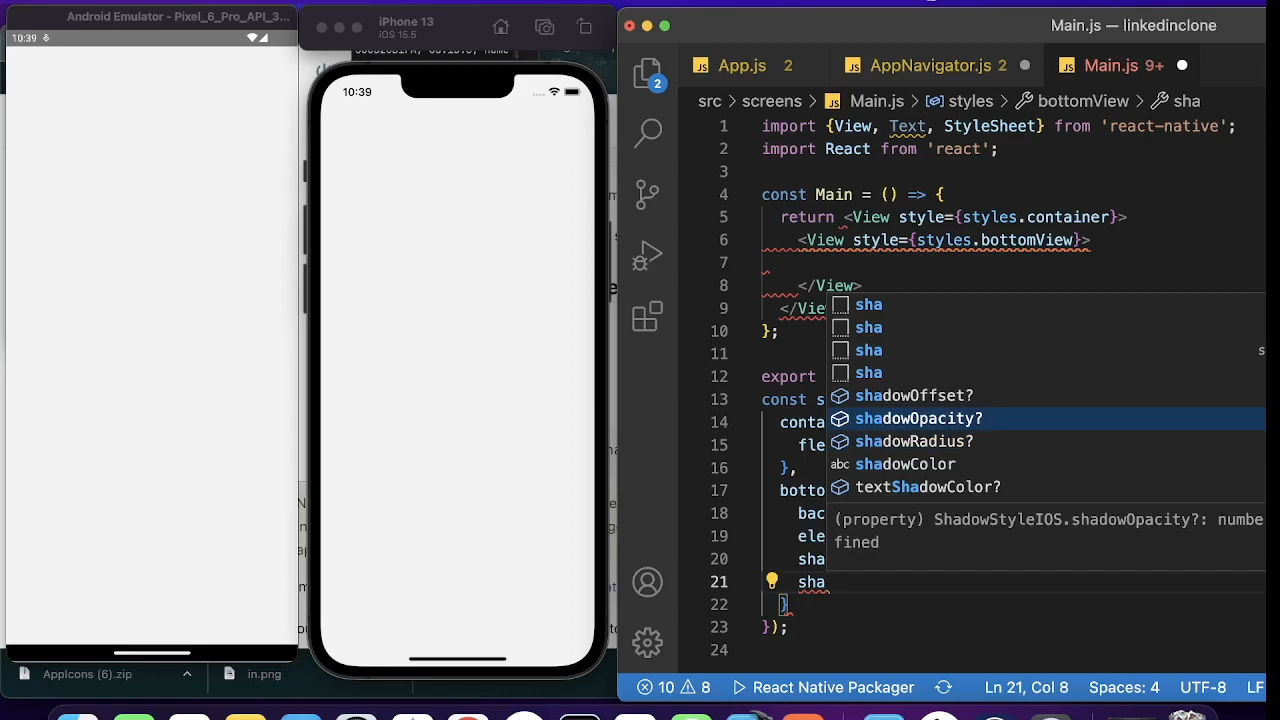 Android Emulator - Pixel_6_Pro_API_3...
10:39
iPhone 13
iOS 15.5
10:39
AppIcons (6).zip
in.png
Main.js — linkedinclone
App.js 2
AppNavigator.js 2
Main.js 9+
2
src > screens > Main.js > styles > bottomView > sha
1 import {View, Text, StyleSheet} from 'react-native';
2 import React from 'react';
3
4 const Main = () => {
5 return <View style={styles.container}>
6 <View style={styles.bottomView}>
7
8 </View>
9 </View
10 };
11
12 export
13 const s
14 conta
15 fle
16 },
17 botto
18 bac
19 ele
20 sha
21 sha
22 }
23 });
24
sha
sha
sha
sha
shadowOffset?
shadowOpacity?
shadowRadius?
abc shadowColor
textShadowColor?
(property) ShadowStyleIOS.shadowOpacity?: numbe
fined
10 8 React Native Packager Ln 21, Col 8 Spaces: 4 UTF-8 LF